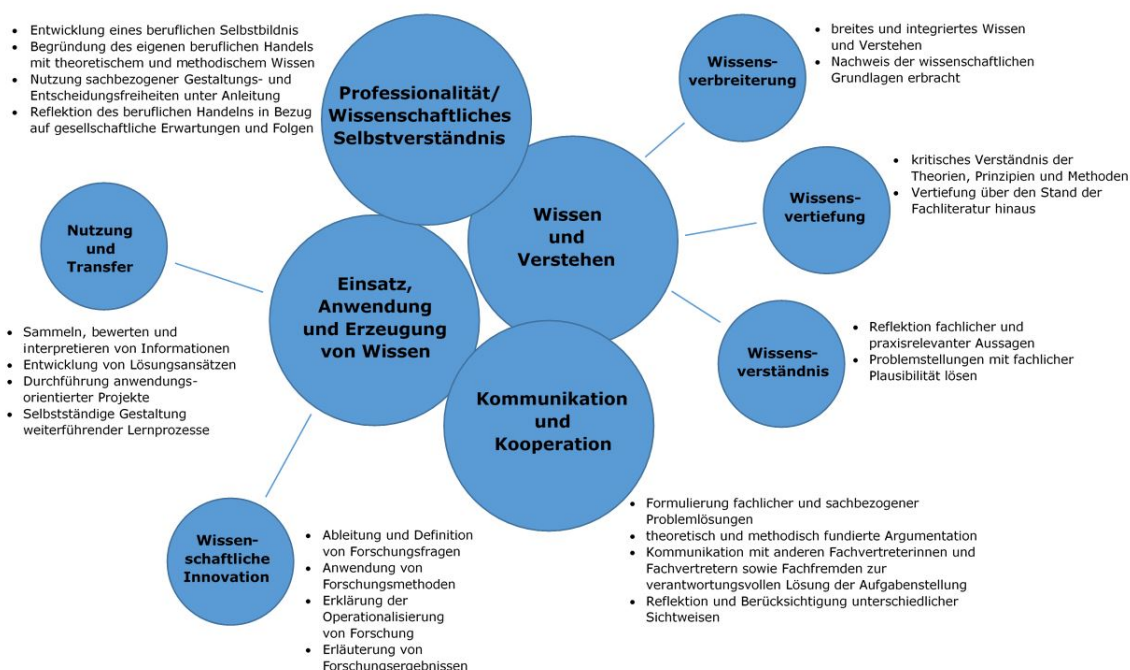 • Entwicklung eines beruflichen Selbstbildnis
• Begründung des eigenen beruflichen Handels
mit theoretischem und methodischem Wissen
• Nutzung sachbezogener Gestaltungs- und
Entscheidungsfreiheiten unter Anleitung
• Reflektion des beruflichen Handelns in Bezug
auf gesellschaftliche Erwartungen und Folgen
Professionalität/
Wissenschaftliches
Selbstverständnis
Wissens-
verbreiterung
• breites und integriertes Wissen
und Verstehen
• Nachweis der wissenschaftlichen
Grundlagen erbracht
Wissen
und
Verstehen
Wissens-
vertiefung
• kritisches Verständnis der
Theorien, Prinzipien und Methoden
• Vertiefung über den Stand der
Fachliteratur hinaus
Nutzung
und
Transfer
Einsatz,
Anwendung
und Erzeugung
von Wissen
Wissens-
verständnis
• Reflektion fachlicher und
praxisrelevanter Aussagen
• Problemstellungen mit fachlicher
Plausibilität lösen
• Sammeln, bewerten und
interpretieren von Informationen
• Entwicklung von Lösungsansätzen
• Durchführung anwendungs-
orientierter Projekte
• Selbstständige Gestaltung
weiterführender Lernprozesse
Kommunikation
und
Kooperation
Wissen-
schaftliche
Innovation
• Ableitung und Definition
von Forschungsfragen
• Anwendung von
Forschungsmethoden
• Erklärung der
Operationalisierung
von Forschung
• Erläuterung von
Forschungsergebnissen
• Formulierung fachlicher und sachbezogener
Problemlösungen
• theoretisch und methodisch fundierte Argumentation
• Kommunikation mit anderen Fachvertreterinnen und
Fachvertretern sowie Fachfremden zur
verantwortungsvollen Lösung der Aufgabenstellung
• Reflektion und Berücksichtigung unterschiedlicher
Sichtweisen